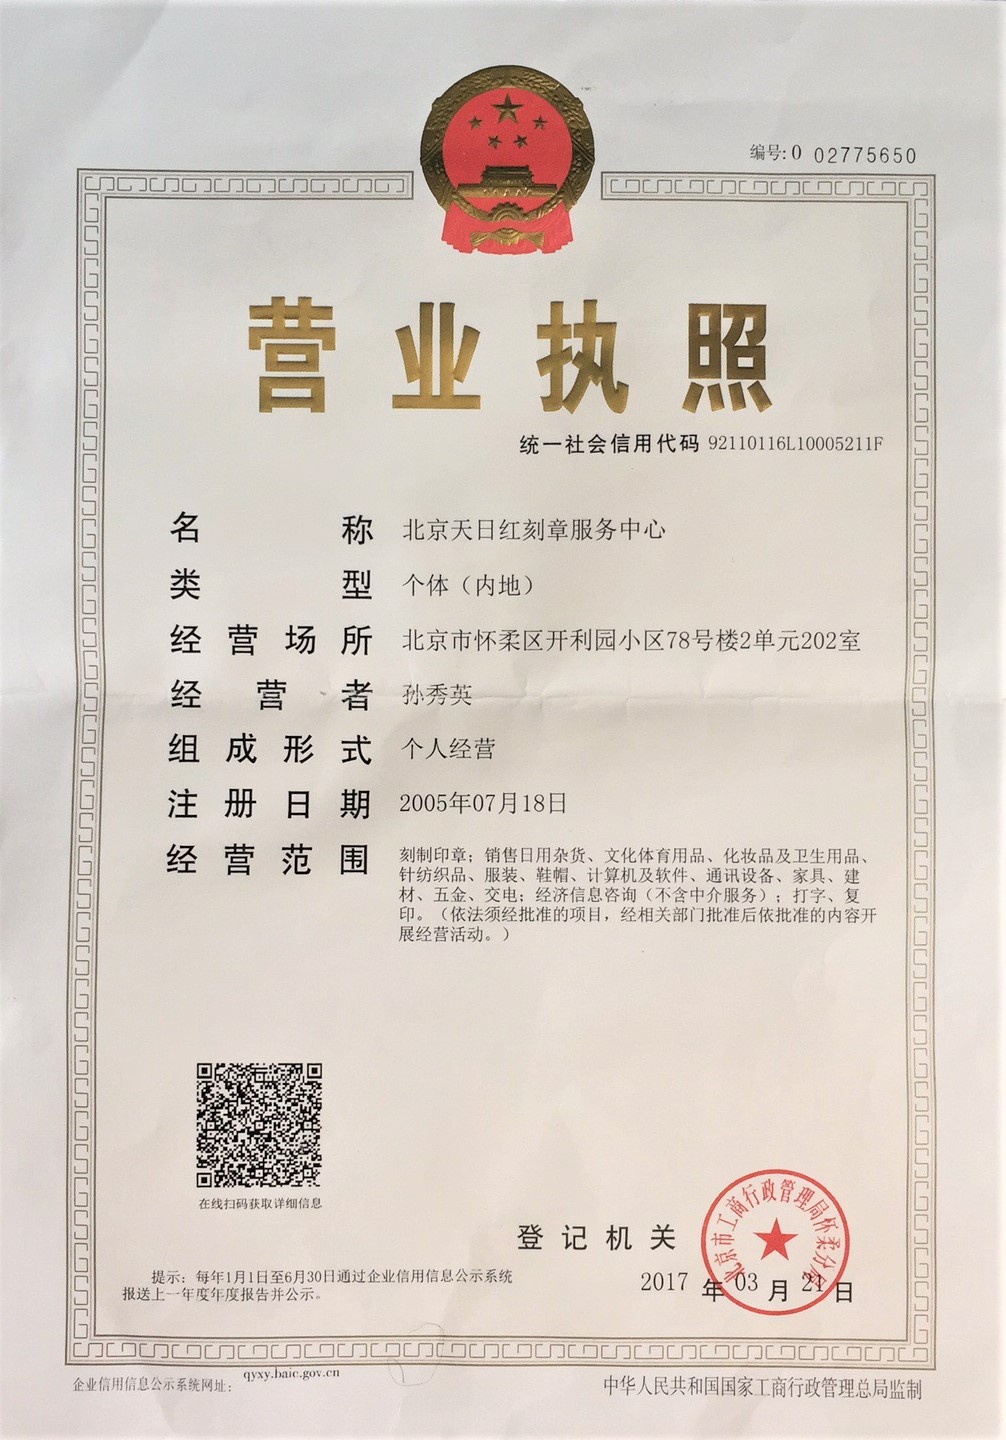 编号: 0 02775650
营业执照
统一社会信用代码 92110116L10005211F
名称 北京天日红刻章服务中心
类型 个体（内地）
经营场所 北京市怀柔区开利园小区78号楼2单元202室
经营者 孙秀英
组成形式 个人经营
注册日期 2005年07月18日
经营范围 刻制印章；销售日用杂货、文化体育用品、化妆品及卫生用品、
针纺织品、服装、鞋帽、计算机及软件、通讯设备、家具、建
材、五金、交电；经济信息咨询（不含中介服务）；打字、复
印。（依法须经批准的项目，经相关部门批准后依批准的内容开
展经营活动。）
在线扫码获取详细信息
登记机关
北京市工商行政管理局怀柔分局
2017年03月21日
提示：每年1月1日至6月30日通过企业信用信息公示系统
报送上一年度年度报告并公示。
企业信用信息公示系统网址： qyxy.baic.gov.cn
中华人民共和国国家工商行政管理总局监制